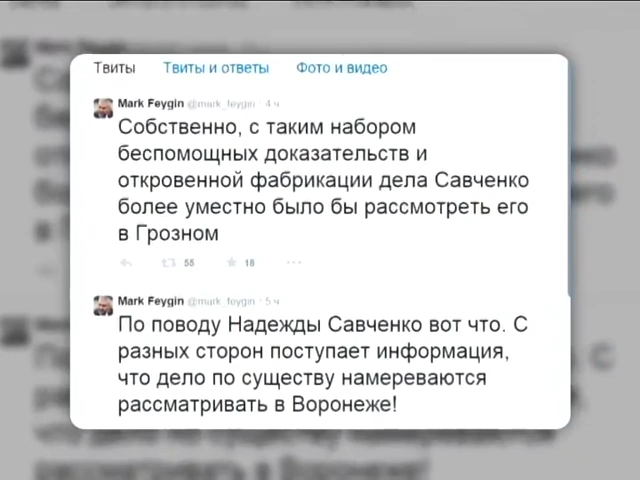 Твиты Твиты и ответы Фото и видео
Mark Feygin @mark_feygin · 4 ч
Собственно, с таким набором
беспомощных доказательств и
откровенной фабрикации дела Савченко
более уместно было бы рассмотреть его
в Грозном
55 18
Mark Feygin @mark_feygin · 5 ч
По поводу Надежды Савченко вот что. С
разных сторон поступает информация,
что дело по существу намереваются
рассматривать в Воронеже!